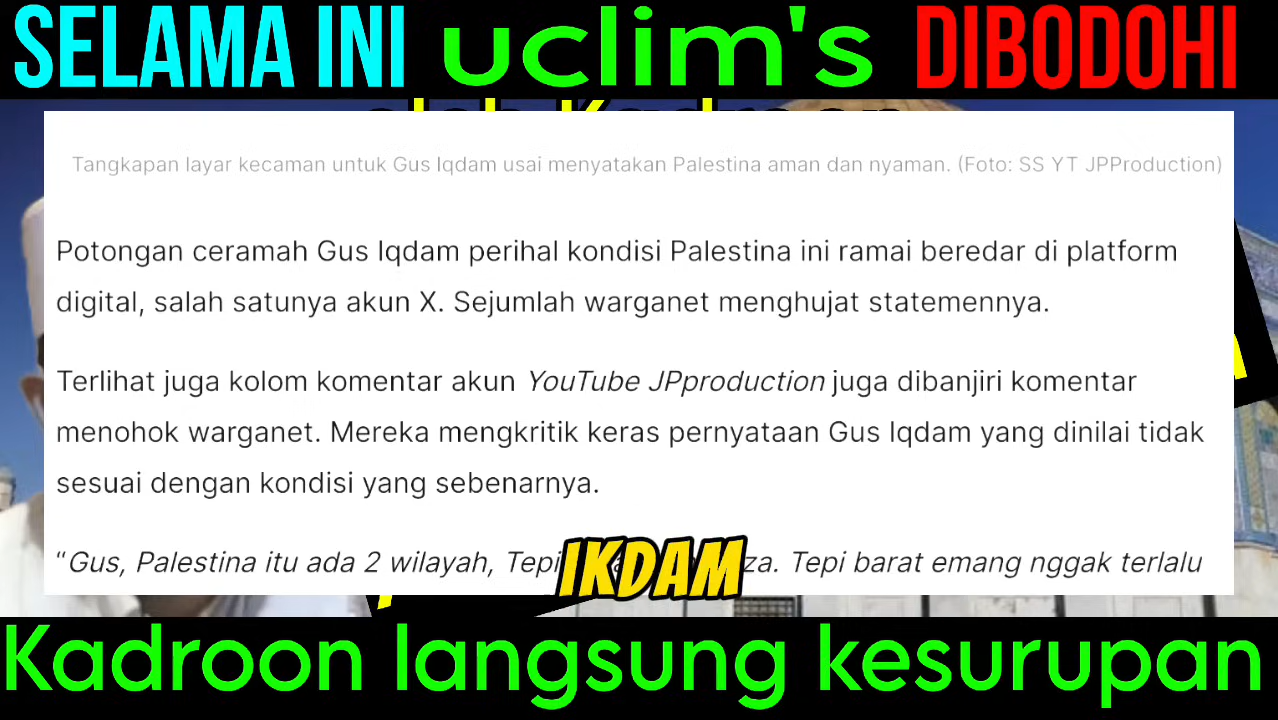 SELAMA INI uclim's DIBODOHI
Tangkapan layar kecaman untuk Gus Iqdam usai menyatakan Palestina aman dan nyaman. (Foto: SS YT JPProduction)
Potongan ceramah Gus Iqdam perihal kondisi Palestina ini ramai beredar di platform
digital, salah satunya akun X. Sejumlah warganet menghujat statemennya.
Terlihat juga kolom komentar akun YouTube JPproduction juga dibanjiri komentar
menohok warganet. Mereka mengkritik keras pernyataan Gus Iqdam yang dinilai tidak
sesuai dengan kondisi yang sebenarnya.
“Gus, Palestina itu ada 2 wilayah, Tepi Tepi barat emang nggak terlalu
IKDAM
Kadroon langsung kesurupan